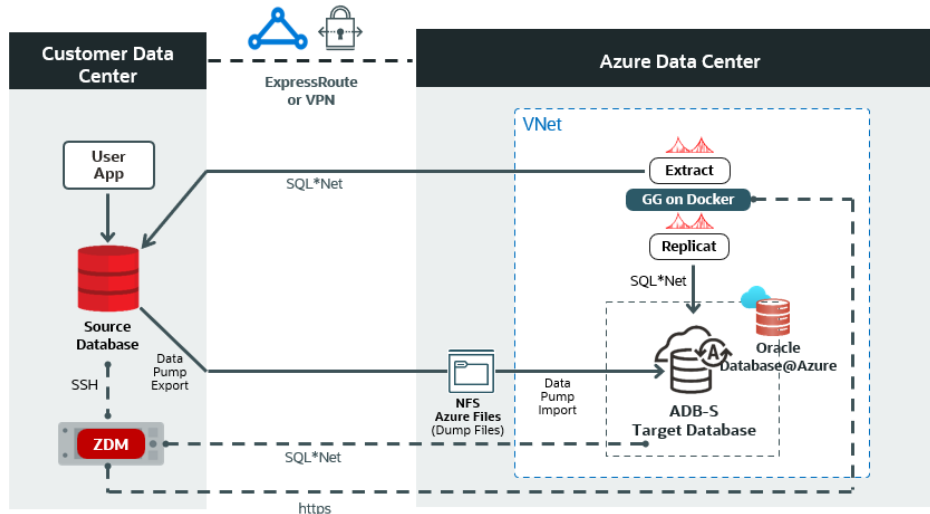 Customer Data
Center
ExpressRoute
or VPN
Azure Data Center
VNet
User
App
SQL*Net
Extract
GG on Docker
Replicat
SQL*Net
Source
Database
Data
Pump
Export
NFS
Azure Files
(Dump Files)
Data
Pump
Import
A
Oracle
Database@Azure
ADB-S
Target Database
SSH
ZDM
SQL*Net
https